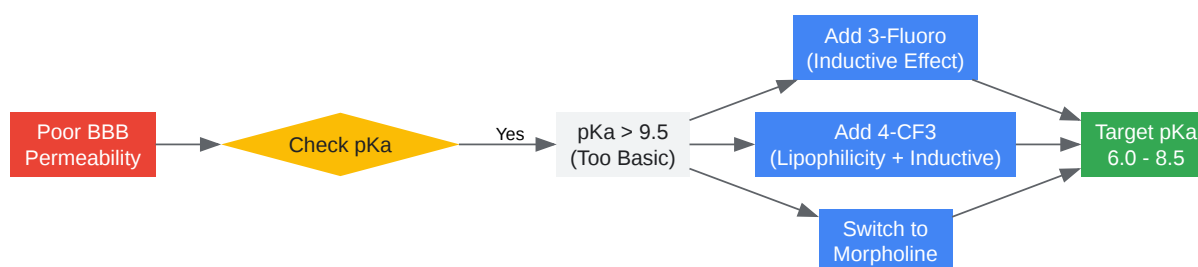 Poor BBB
Permeability
Check pKa
Yes
pKa > 9.5
(Too Basic)
Add 3-Fluoro
(Inductive Effect)
Add 4-CF3
(Lipophilicity + Inductive)
Switch to
Morpholine
Target pKa
6.0 - 8.5